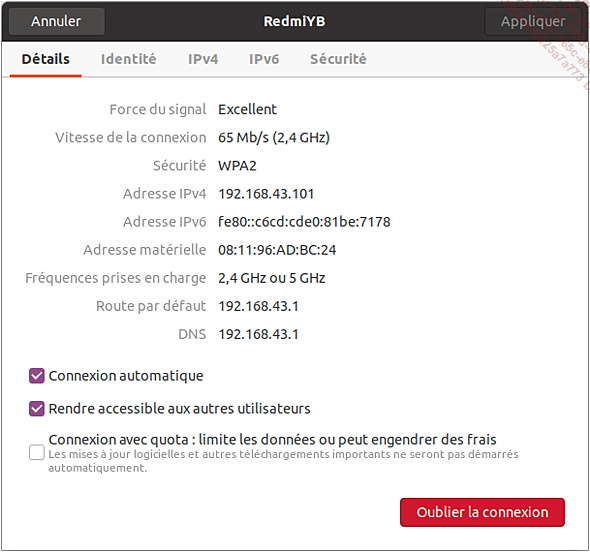 Annuler RedmiYB Appliquer
Détails Identité IPv4 IPv6 Sécurité
Force du signal Excellent
Vitesse de la connexion 65 Mb/s (2,4 GHz)
Sécurité WPA2
Adresse IPv4 192.168.43.101
Adresse IPv6 fe80::c6cd:cde0:81be:7178
Adresse matérielle 08:11:96:AD:BC:24
Fréquences prises en charge 2,4 GHz ou 5 GHz
Route par défaut 192.168.43.1
DNS 192.168.43.1
Connexion automatique
Rendre accessible aux autres utilisateurs
Connexion avec quota : limite les données ou peut engendrer des frais
Les mises à jour logicielles et autres téléchargements importants ne seront pas démarrés
automatiquement.
Oublier la connexion